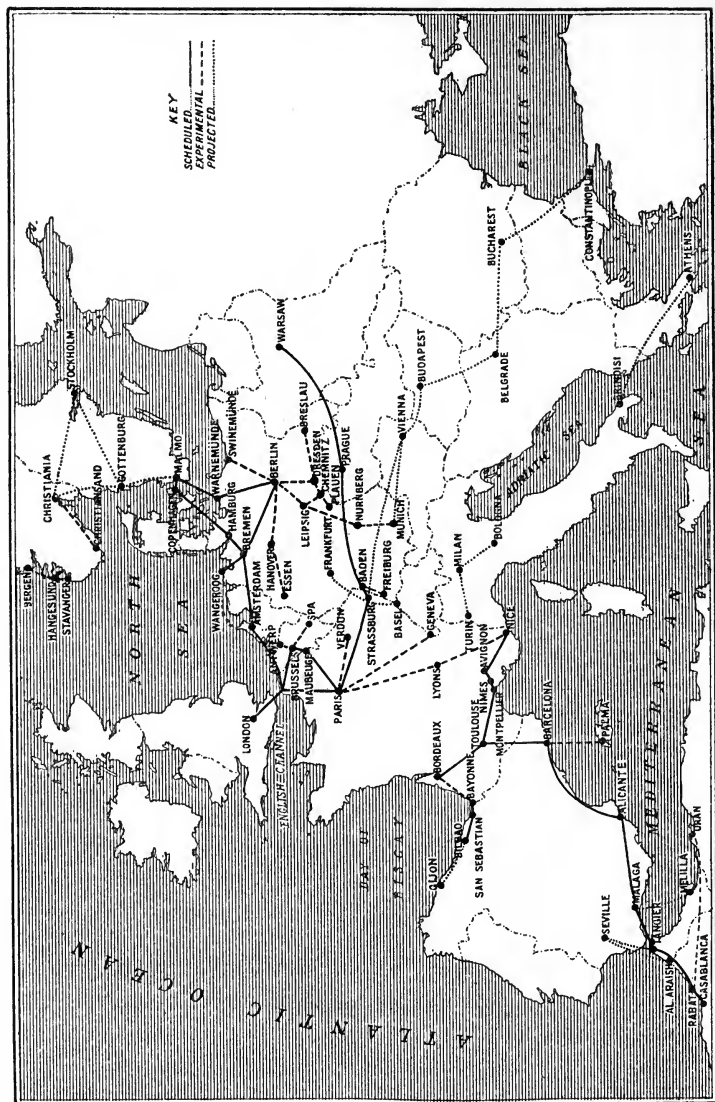 KEY
SCHEDULED
EXPERIMENTAL
PROJECTED
BLACK SEA
CONSTANTINOPLE
BUCHAREST
ATHENS
WARSAW
BELGRADE
BUDAPEST
BRINDISI
STOCKHOLM
VIENNA
ADRIATIC SEA
BRESLAU
SWINEMÜNDE
CHRISTIANIA
GOTTENBURG
MALMO
COPENHAGEN
WARNEMÜNDE
BERLIN
DRESDEN
CHEMNITZ
PLAUEN
PRAGUE
LEIPSIG
NURNBERG
MUNICH
BOLOGNA
MILAN
TURIN
CHRISTIANSAND
HAMBURG
BREMEN
HANOVER
ESSEN
FRANKFURT
BADEN
FREIBURG
STRASSBURG
BASEL
GENEVA
BERGEN
HANGESUND
STAVANGER
NORTH SEA
WANGEROOG
AMSTERDAM
ANTWERP
BRUSSELS
SPA
MAUBEUGE
VERDUN
PARIS
LYONS
NICE
AVIGNON
NIMES
MONTPELLIER
TOULOUSE
BORDEAUX
BAYONNE
LONDON
ENGLISH CHANNEL
BAY OF BISCAY
BILBAO
SAN SEBASTIAN
GIJON
BARCELONA
PALMA
MEDITERRANEAN SEA
ALICANTE
ORAN
MELILLA
MALAGA
SEVILLE
TANGIER
AL ARAISH
RABAT
CASABLANCA
ATLANTIC OCEAN